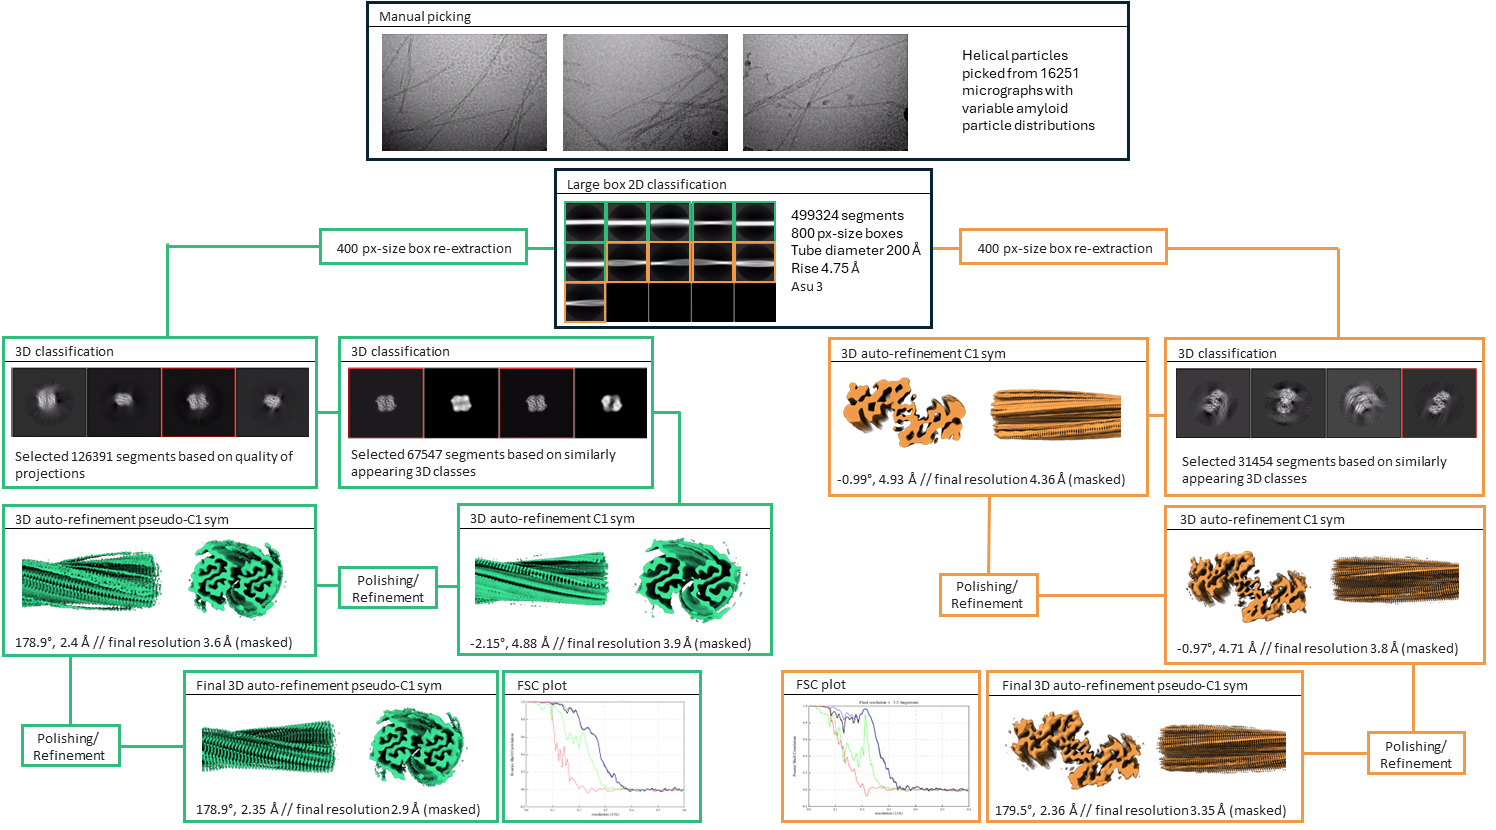 Manual picking
Helical particles
picked from 16251
micrographs with
variable amyloid
particle distributions
Large box 2D classification
499324 segments
800 px-size boxes
Tube diameter 200 Å
Rise 4.75 Å
Asu 3
400 px-size box re-extraction
400 px-size box re-extraction
3D classification
Selected 126391 segments based on quality of
projections
3D classification
Selected 67547 segments based on similarly
appearing 3D classes
3D auto-refinement C1 sym
-0.99°, 4.93 Å // final resolution 4.36 Å (masked)
3D classification
Selected 31454 segments based on similarly
appearing 3D classes
3D auto-refinement pseudo-C1 sym
178.9°, 2.4 Å // final resolution 3.6 Å (masked)
Polishing/
Refinement
3D auto-refinement C1 sym
-2.15°, 4.88 Å // final resolution 3.9 Å (masked)
Polishing/
Refinement
3D auto-refinement C1 sym
-0.97°, 4.71 Å // final resolution 3.8 Å (masked)
Polishing/
Refinement
Final 3D auto-refinement pseudo-C1 sym
178.9°, 2.35 Å // final resolution 2.9 Å (masked)
FSC plot
FSC plot
Final 3D auto-refinement pseudo-C1 sym
179.5°, 2.36 Å // final resolution 3.35 Å (masked)
Polishing/
Refinement